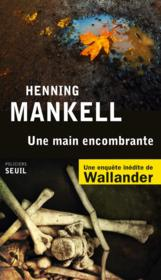 HENNING
MANKELL
Une main encombrante
POLICIERS
SEUIL
Une enquête inédite de
Wallander